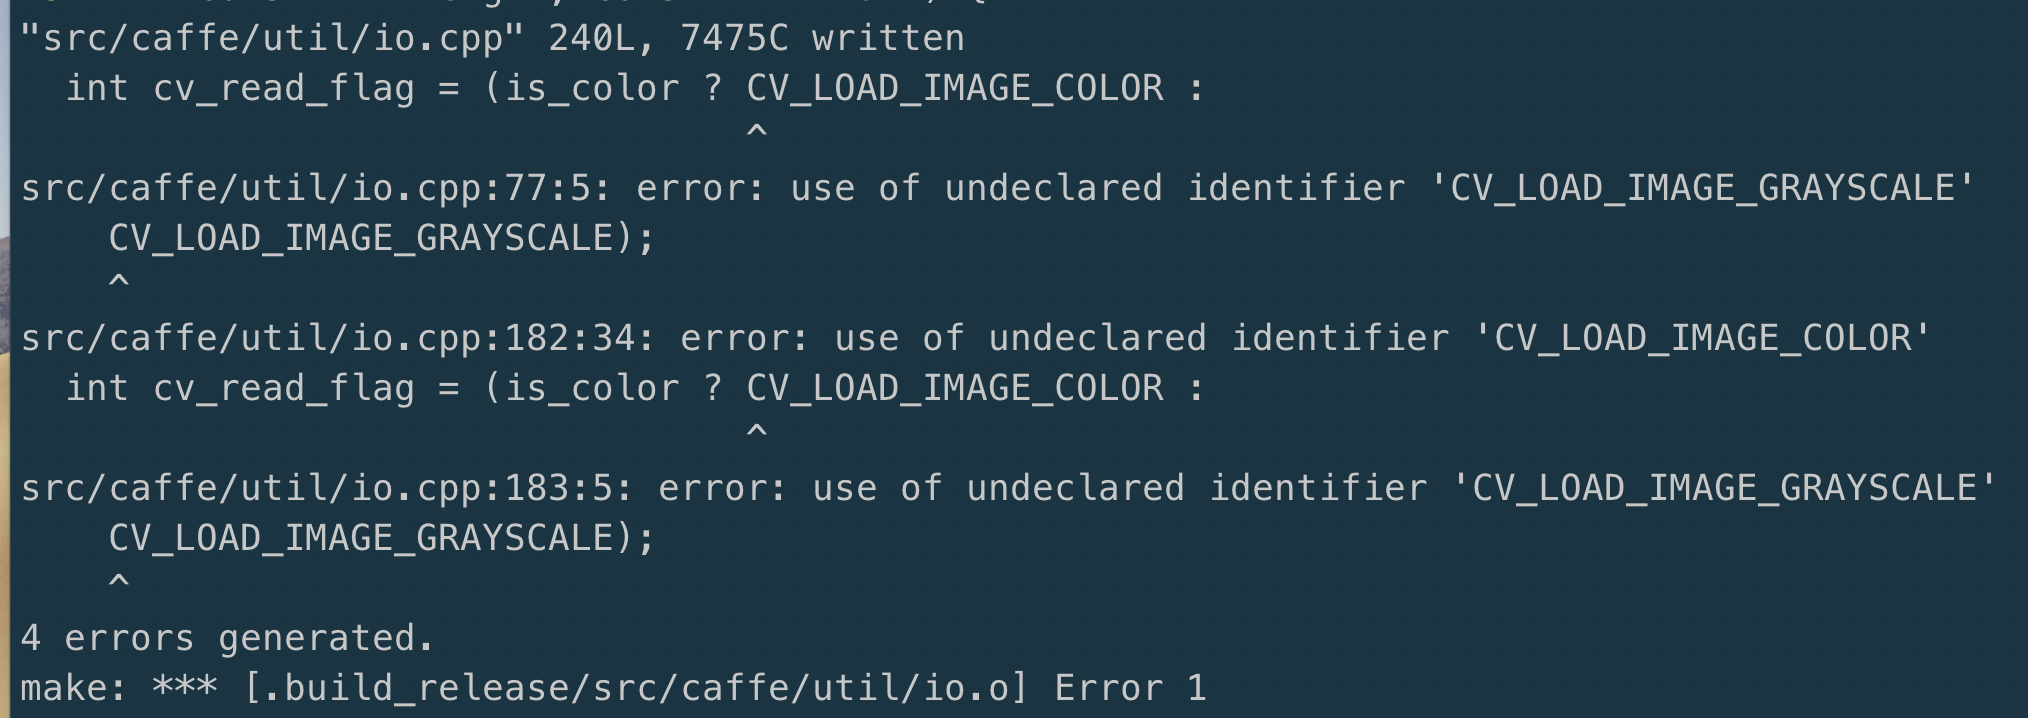 "src/caffe/util/io.cpp" 240L, 7475C written
  int cv_read_flag = (is_color ? CV_LOAD_IMAGE_COLOR :
                                 ^
src/caffe/util/io.cpp:77:5: error: use of undeclared identifier 'CV_LOAD_IMAGE_GRAYSCALE'
    CV_LOAD_IMAGE_GRAYSCALE);
    ^
src/caffe/util/io.cpp:182:34: error: use of undeclared identifier 'CV_LOAD_IMAGE_COLOR'
  int cv_read_flag = (is_color ? CV_LOAD_IMAGE_COLOR :
                                 ^
src/caffe/util/io.cpp:183:5: error: use of undeclared identifier 'CV_LOAD_IMAGE_GRAYSCALE'
    CV_LOAD_IMAGE_GRAYSCALE);
    ^
4 errors generated.
make: *** [.build_release/src/caffe/util/io.o] Error 1